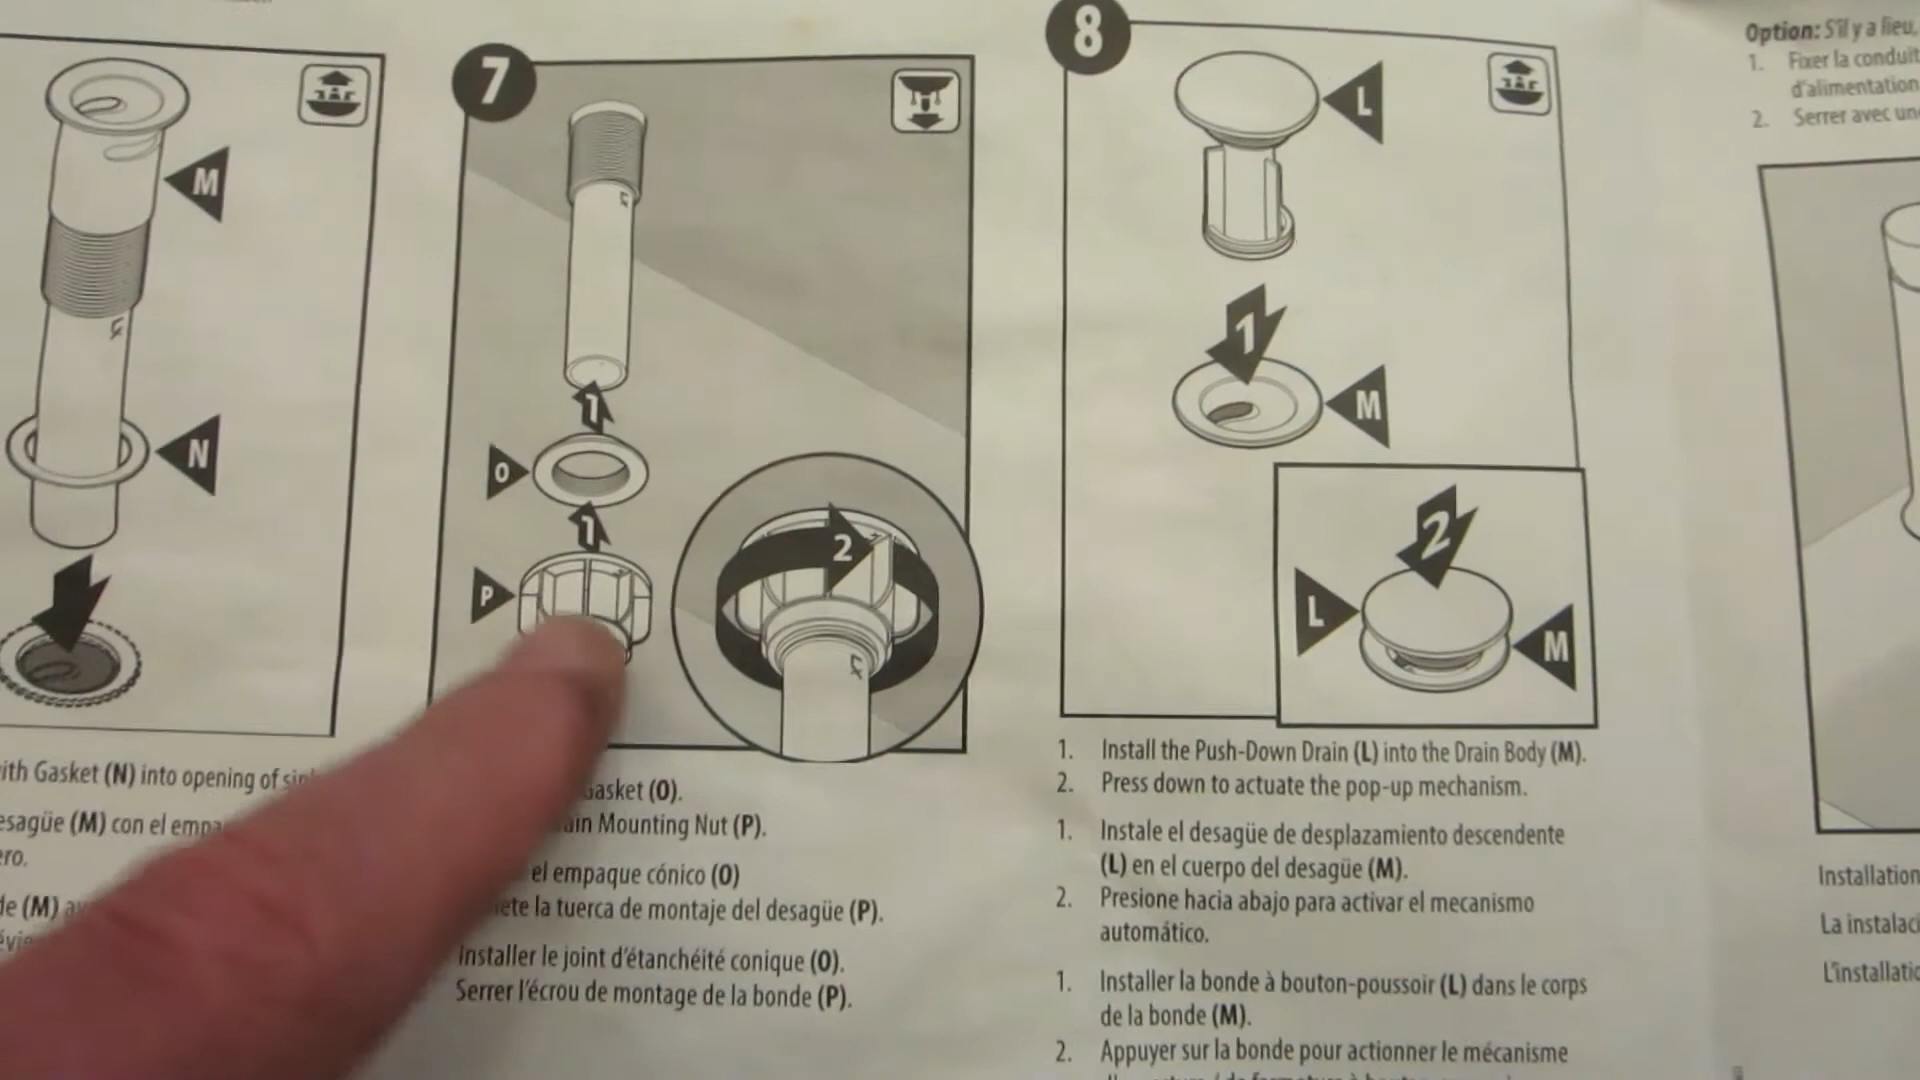 M
N
ith Gasket (N) into opening of
esagüe (M) con el
ero.
(M)
7
1
O
1
P
2
Gasket (O).
Mounting Nut (P).
el empaque cónico (O)
la tuerca de montaje del desagüe (P).
Installer le joint d'étanchéité conique (O).
Serrer l'écrou de montage de la bonde (P).
8
L
1
M
2
L
M
1. Install the Push-Down Drain (L) into the Drain Body (M).
2. Press down to actuate the pop-up mechanism.
1. Instale el desagüe de desplazamiento descendente
(L) en el cuerpo del desagüe (M).
2. Presione hacia abajo para activar el mecanismo
automático.
1. Installer la bonde à bouton-poussoir (L) dans le corps
de la bonde (M).
2. Appuyer sur la bonde pour actionner le mécanisme
Option: S'il y a lieu,
1. Fixer la conduit
d'alimentation
2. Serrer avec un
Installation
La instalac
L'installatio